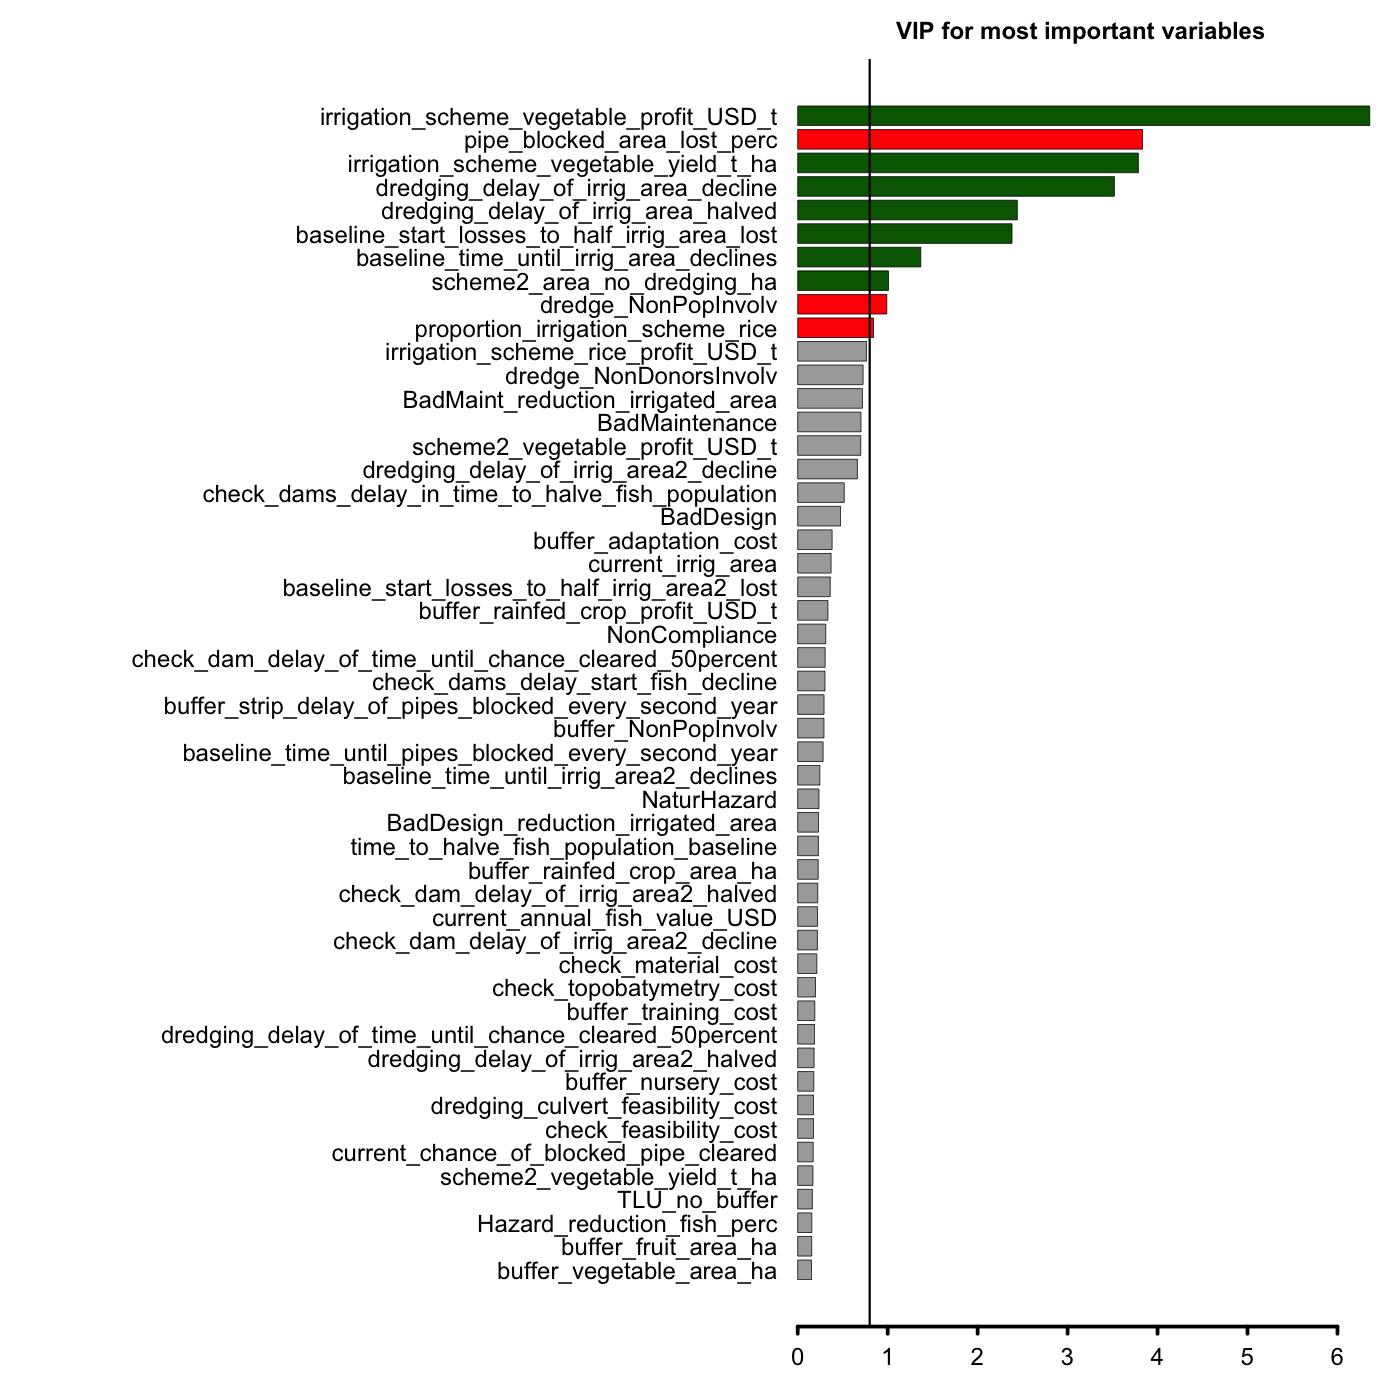 VIP for most important variables
irrigation_scheme_vegetable_profit_USD_t
pipe_blocked_area_lost_perc
irrigation_scheme_vegetable_yield_t_ha
dredging_delay_of_irrig_area_decline
dredging_delay_of_irrig_area_halved
baseline_start_losses_to_half_irrig_area_lost
baseline_time_until_irrig_area_declines
scheme2_area_no_dredging_ha
dredge_NonPopInvolv
proportion_irrigation_scheme_rice
irrigation_scheme_rice_profit_USD_t
dredge_NonDonorsInvolv
BadMaint_reduction_irrigated_area
BadMaintenance
scheme2_vegetable_profit_USD_t
dredging_delay_of_irrig_area2_decline
check_dams_delay_in_time_to_halve_fish_population
BadDesign
buffer_adaptation_cost
current_irrig_area
baseline_start_losses_to_half_irrig_area2_lost
buffer_rainfed_crop_profit_USD_t
NonCompliance
check_dam_delay_of_time_until_chance_cleared_50percent
check_dams_delay_start_fish_decline
buffer_strip_delay_of_pipes_blocked_every_second_year
buffer_NonPopInvolv
baseline_time_until_pipes_blocked_every_second_year
baseline_time_until_irrig_area2_declines
NaturHazard
BadDesign_reduction_irrigated_area
time_to_halve_fish_population_baseline
buffer_rainfed_crop_area_ha
check_dam_delay_of_irrig_area2_halved
current_annual_fish_value_USD
check_dam_delay_of_irrig_area2_decline
check_material_cost
check_topobatymetry_cost
buffer_training_cost
dredging_delay_of_time_until_chance_cleared_50percent
dredging_delay_of_irrig_area2_halved
buffer_nursery_cost
dredging_culvert_feasibility_cost
check_feasibility_cost
current_chance_of_blocked_pipe_cleared
scheme2_vegetable_yield_t_ha
TLU_no_buffer
Hazard_reduction_fish_perc
buffer_fruit_area_ha
buffer_vegetable_area_ha
0 1 2 3 4 5 6